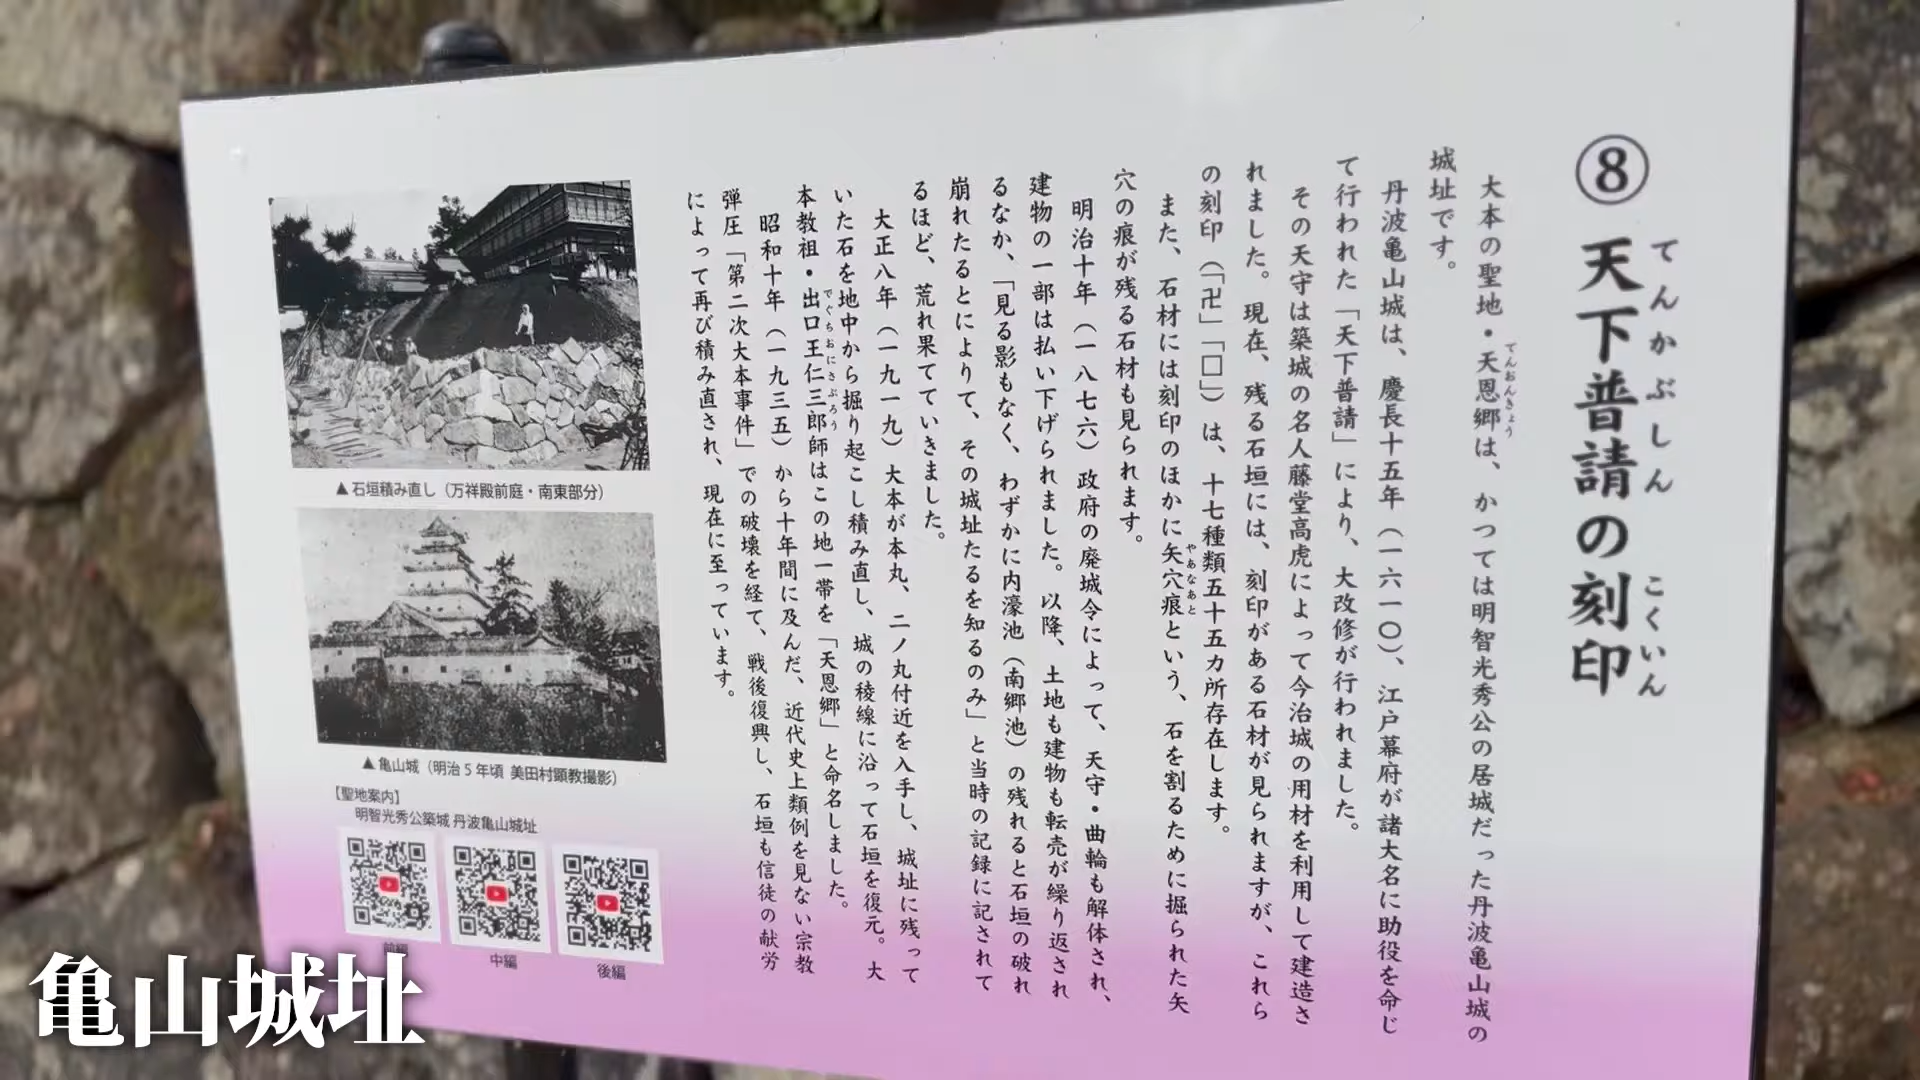 ⑧ 天下普請の刻印
てんかぶしん こくいん
大本の聖地・天恩郷は、かつては明智光秀公の居城だった丹波亀山城の
てんおんきょう
城址です。
丹波亀山城は、慶長十五年（一六一〇）、江戸幕府が諸大名に助役を命じ
て行われた「天下普請」により、大改修が行われました。
その天守は築城の名人藤堂高虎によって今治城の用材を利用して建造さ
れました。現在、残る石垣には、刻印がある石材が見られますが、これら
の刻印（「卍」「□」）は、十七種類五十五カ所存在します。
また、石材には刻印のほかに矢穴痕という、石を割るために掘られた矢
やあなあと
穴の痕が残る石材も見られます。
明治十年（一八七六）政府の廃城令によって、天守・曲輪も解体され、
建物の一部は払い下げられました。以降、土地も建物も転売が繰り返され
るなか、「見る影もなく、わずかに内濠池（南郷池）の残れると石垣の破れ
崩れたるとによりて、その城址たるを知るのみ」と当時の記録に記されて
るほど、荒れ果てていきました。
大正八年（一九一九）大本が本丸、二ノ丸付近を入手し、城址に残って
いた石を地中から掘り起こし積み直し、城の稜線に沿って石垣を復元。大
本教祖・出口王仁三郎師はこの地一帯を「天恩郷」と命名しました。
でぐちおにさぶろう
昭和十年（一九三五）から十年間に及んだ、近代史上類例を見ない宗教
弾圧「第二次大本事件」での破壊を経て、戦後復興し、石垣も信徒の献労
によって再び積み直され、現在に至っています。
▲石垣積み直し（万祥殿前庭・南東部分）
▲亀山城（明治5年頃 美田村顕教撮影）
【聖地案内】
明智光秀公築城 丹波亀山城址
前編
中編
後編
亀山城址